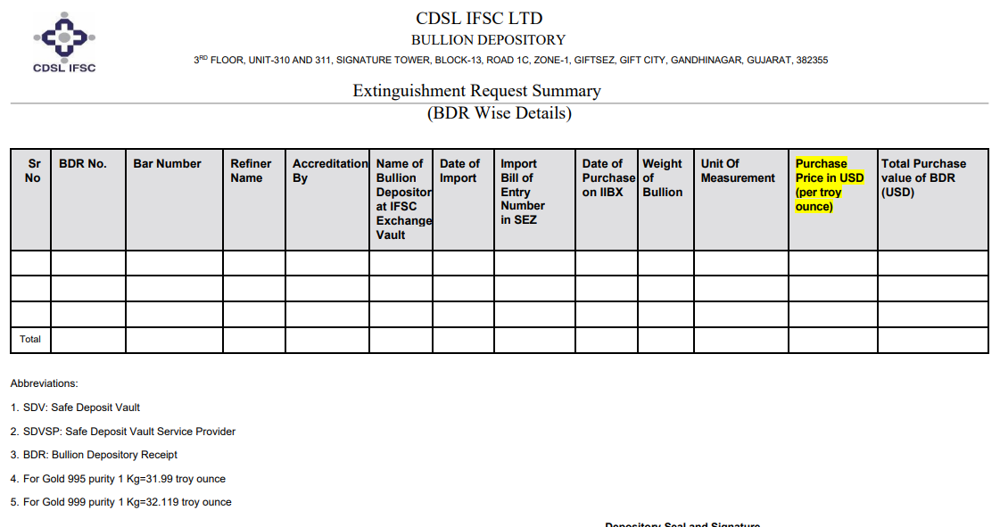 CDSL IFSC
CDSL IFSC LTD
BULLION DEPOSITORY
3RD FLOOR, UNIT-310 AND 311, SIGNATURE TOWER, BLOCK-13, ROAD 1C, ZONE-1, GIFTSEZ, GIFT CITY, GANDHINAGAR, GUJARAT, 382355
Extinguishment Request Summary
(BDR Wise Details)
Sr
No
BDR No.
Bar Number
Refiner
Name
Accreditation
By
Name of
Bullion
Depositor
at IFSC
Exchange
Vault
Date of
Import
Import
Bill of
Entry
Number
in SEZ
Date of
Purchase
on IIBX
Weight
of
Bullion
Unit Of
Measurement
Purchase
Price in USD
(per troy
ounce)
Total Purchase
value of BDR
(USD)
Total
Abbreviations:
1. SDV: Safe Deposit Vault
2. SDVSP: Safe Deposit Vault Service Provider
3. BDR: Bullion Depository Receipt
4. For Gold 995 purity 1 Kg=31.99 troy ounce
5. For Gold 999 purity 1 Kg=32.119 troy ounce
Depository Seal and Signature